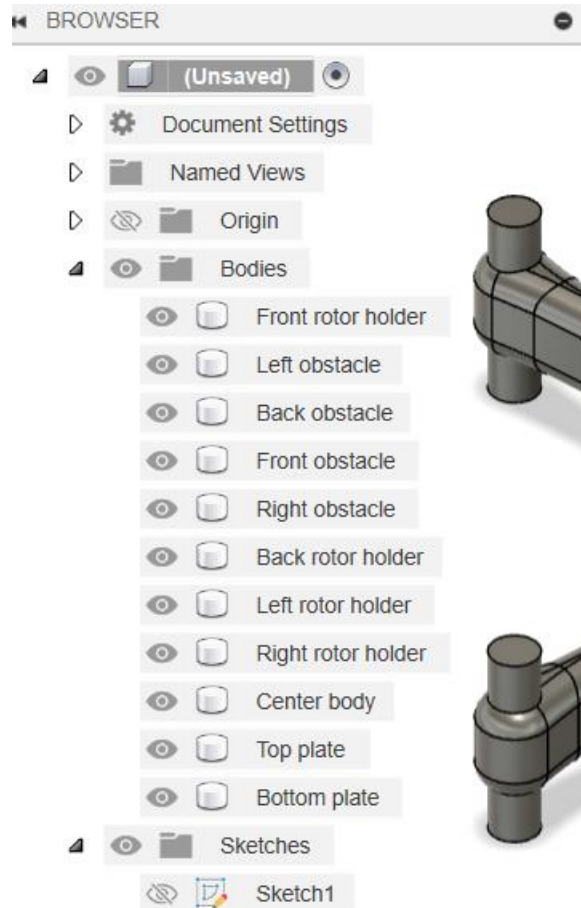 BROWSER
(Unsaved)
Document Settings
Named Views
Origin
Bodies
Front rotor holder
Left obstacle
Back obstacle
Front obstacle
Right obstacle
Back rotor holder
Left rotor holder
Right rotor holder
Center body
Top plate
Bottom plate
Sketches
Sketch1